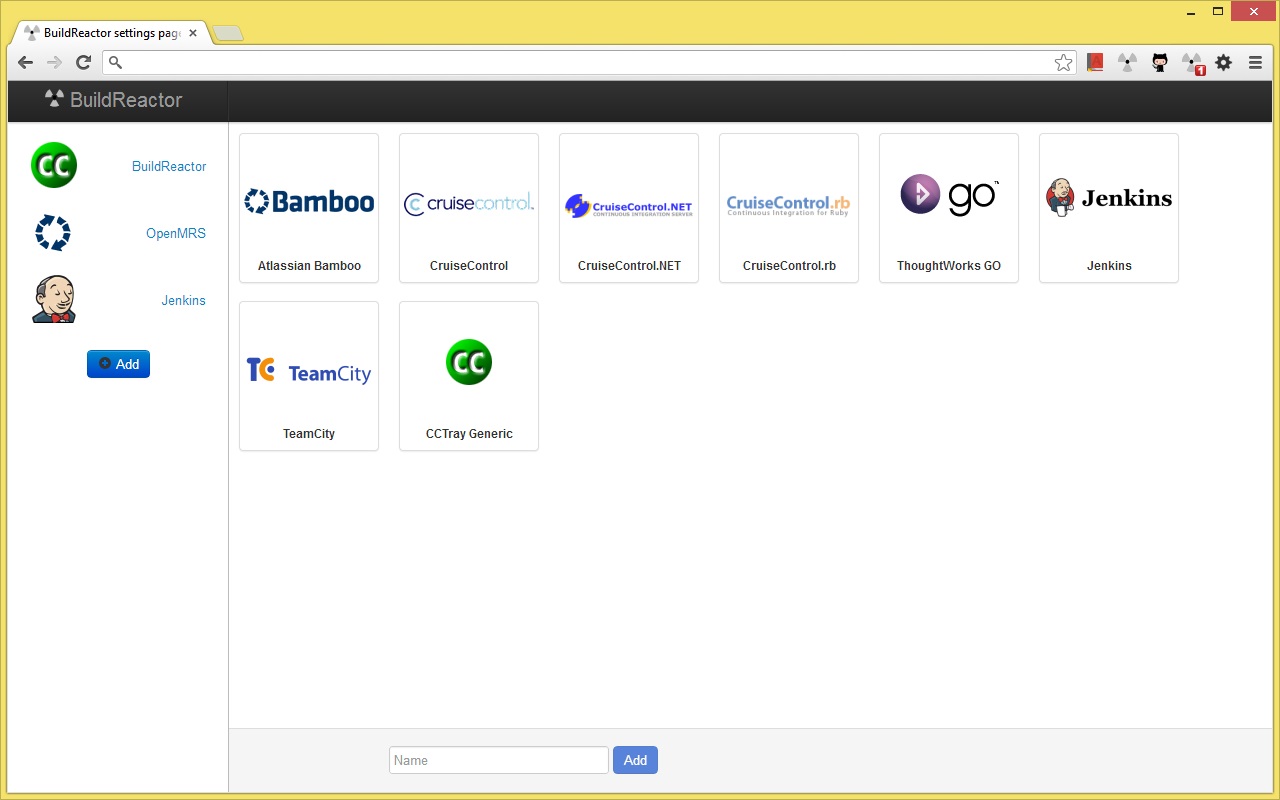 BuildReactor settings pag
1
BuildReactor
CC
BuildReactor
OpenMRS
Jenkins
Add
Bamboo
Atlassian Bamboo
cruisecontrol
CruiseControl
CruiseControl.NET
CONTINUOUS INTEGRATION SERVER
CruiseControl.NET
CruiseControl.rb
Continuous Integration for Ruby
CruiseControl.rb
go™
ThoughtWorks GO
Jenkins
Jenkins
TC TeamCity
TeamCity
CC
CCTray Generic
Name
Add